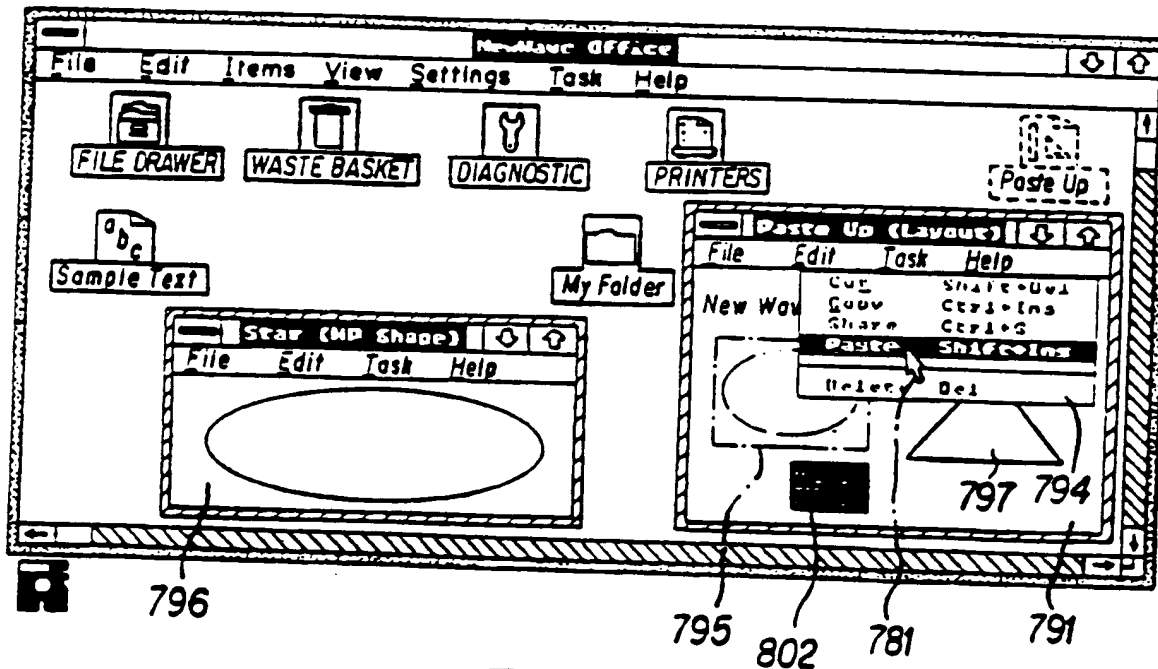 NewWave Office
File Edit Items View Settings Task Help
FILE DRAWER WASTE BASKET DIAGNOSTIC PRINTERS Paste Up
Sample Text My Folder
Paste Up (Layout)
File Edit Task Help
New Wav
Cut Shift+Del
Copy Ctrl+Ins
Share Ctrl+S
Paste Shift+Ins
Delete Del
Star (HP Shape)
File Edit Task Help
797 794
796 795 802 781 791